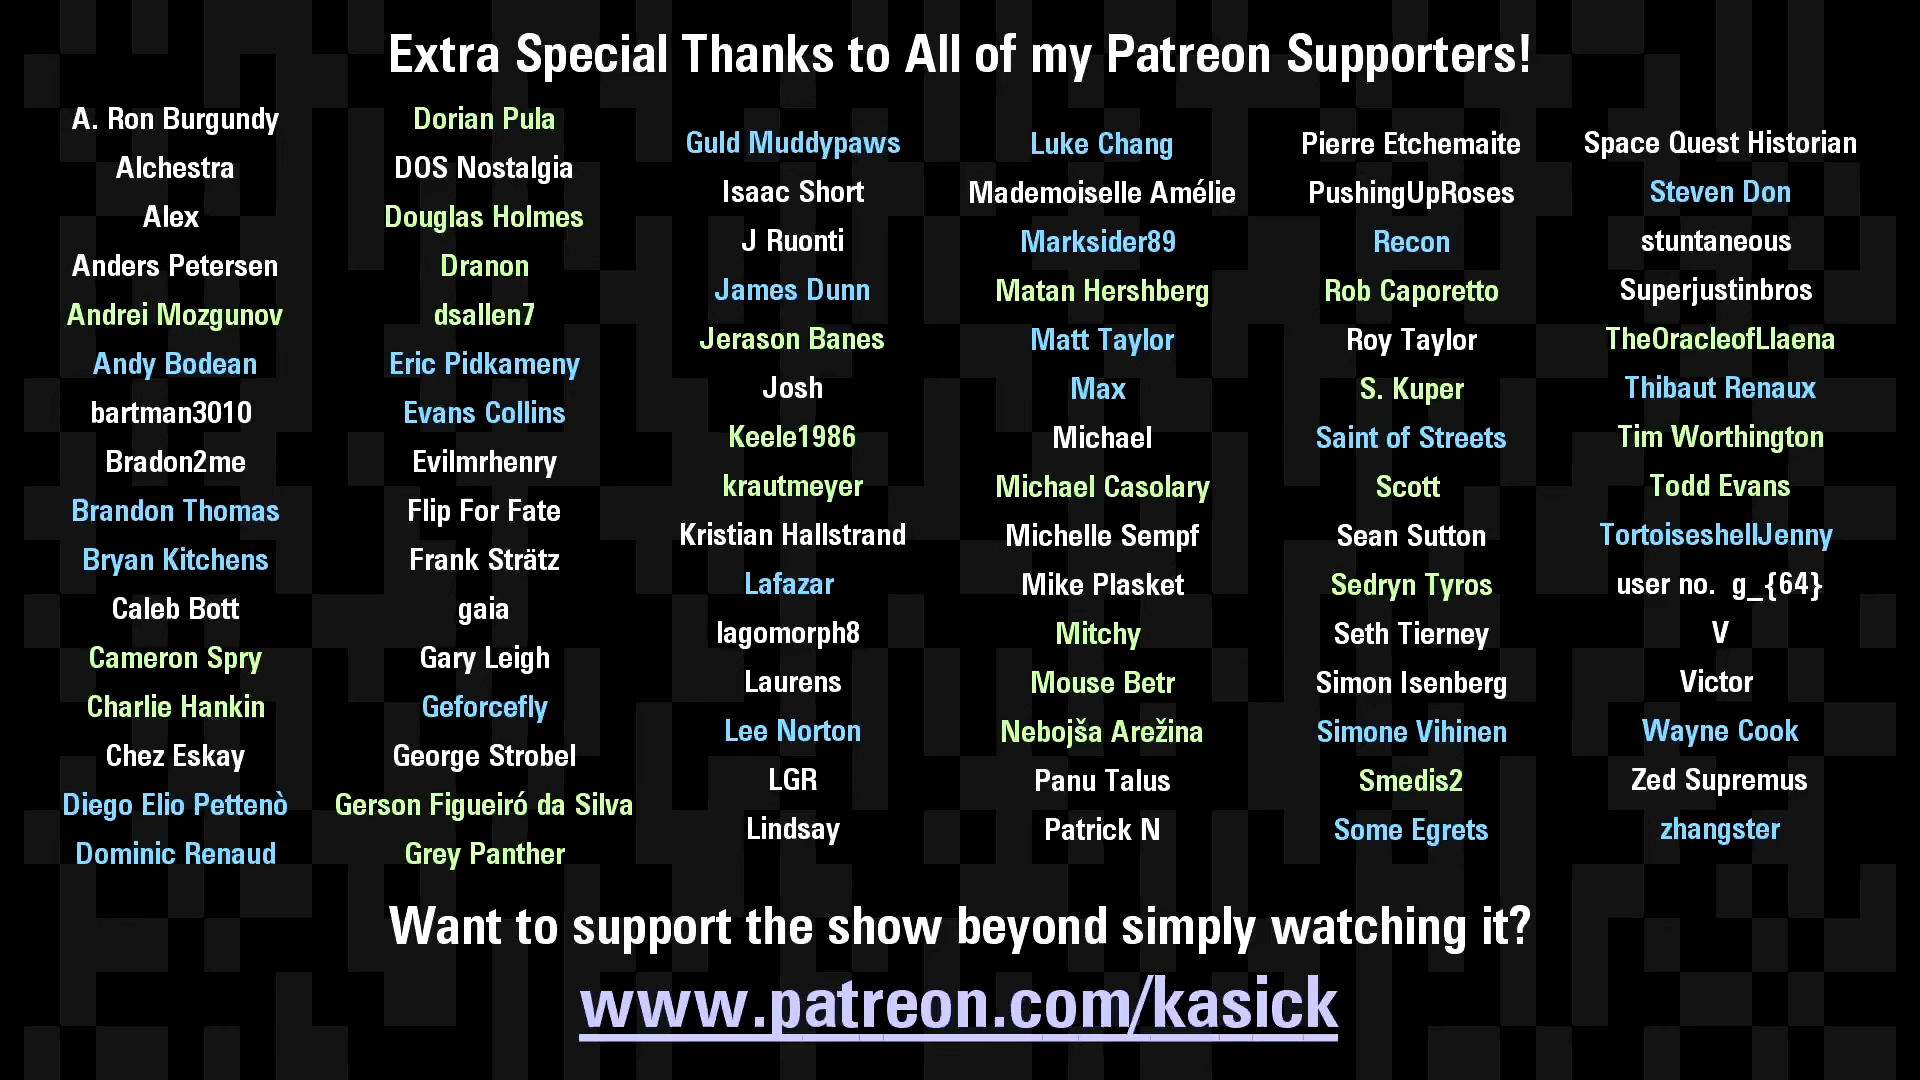 Extra Special Thanks to All of my Patreon Supporters!
A. Ron Burgundy
Alchestra
Alex
Anders Petersen
Andrei Mozgunov
Andy Bodean
bartman3010
Bradon2me
Brandon Thomas
Bryan Kitchens
Caleb Bott
Cameron Spry
Charlie Hankin
Chez Eskay
Diego Elio Pettenò
Dominic Renaud
Dorian Pula
DOS Nostalgia
Douglas Holmes
Dranon
dsallen7
Eric Pidkameny
Evans Collins
Evilmrhenry
Flip For Fate
Frank Strätz
gaia
Gary Leigh
Geforcefly
George Strobel
Gerson Figueiró da Silva
Grey Panther
Guld Muddypaws
Isaac Short
J Ruonti
James Dunn
Jerason Banes
Josh
Keele1986
krautmeyer
Kristian Hallstrand
Lafazar
lagomorph8
Laurens
Lee Norton
LGR
Lindsay
Luke Chang
Mademoiselle Amélie
Marksider89
Matan Hershberg
Matt Taylor
Max
Michael
Michael Casolary
Michelle Sempf
Mike Plasket
Mitchy
Mouse Betr
Nebojša Arežina
Panu Talus
Patrick N
Pierre Etchemaite
PushingUpRoses
Recon
Rob Caporetto
Roy Taylor
S. Kuper
Saint of Streets
Scott
Sean Sutton
Sedryn Tyros
Seth Tierney
Simon Isenberg
Simone Vihinen
Smedis2
Some Egrets
Space Quest Historian
Steven Don
stuntaneous
Superjustinbros
TheOracleofLlaena
Thibaut Renaux
Tim Worthington
Todd Evans
TortoiseshellJenny
user no.  g_{64}
V
Victor
Wayne Cook
Zed Supremus
zhangster
Want to support the show beyond simply watching it?
www.patreon.com/kasick